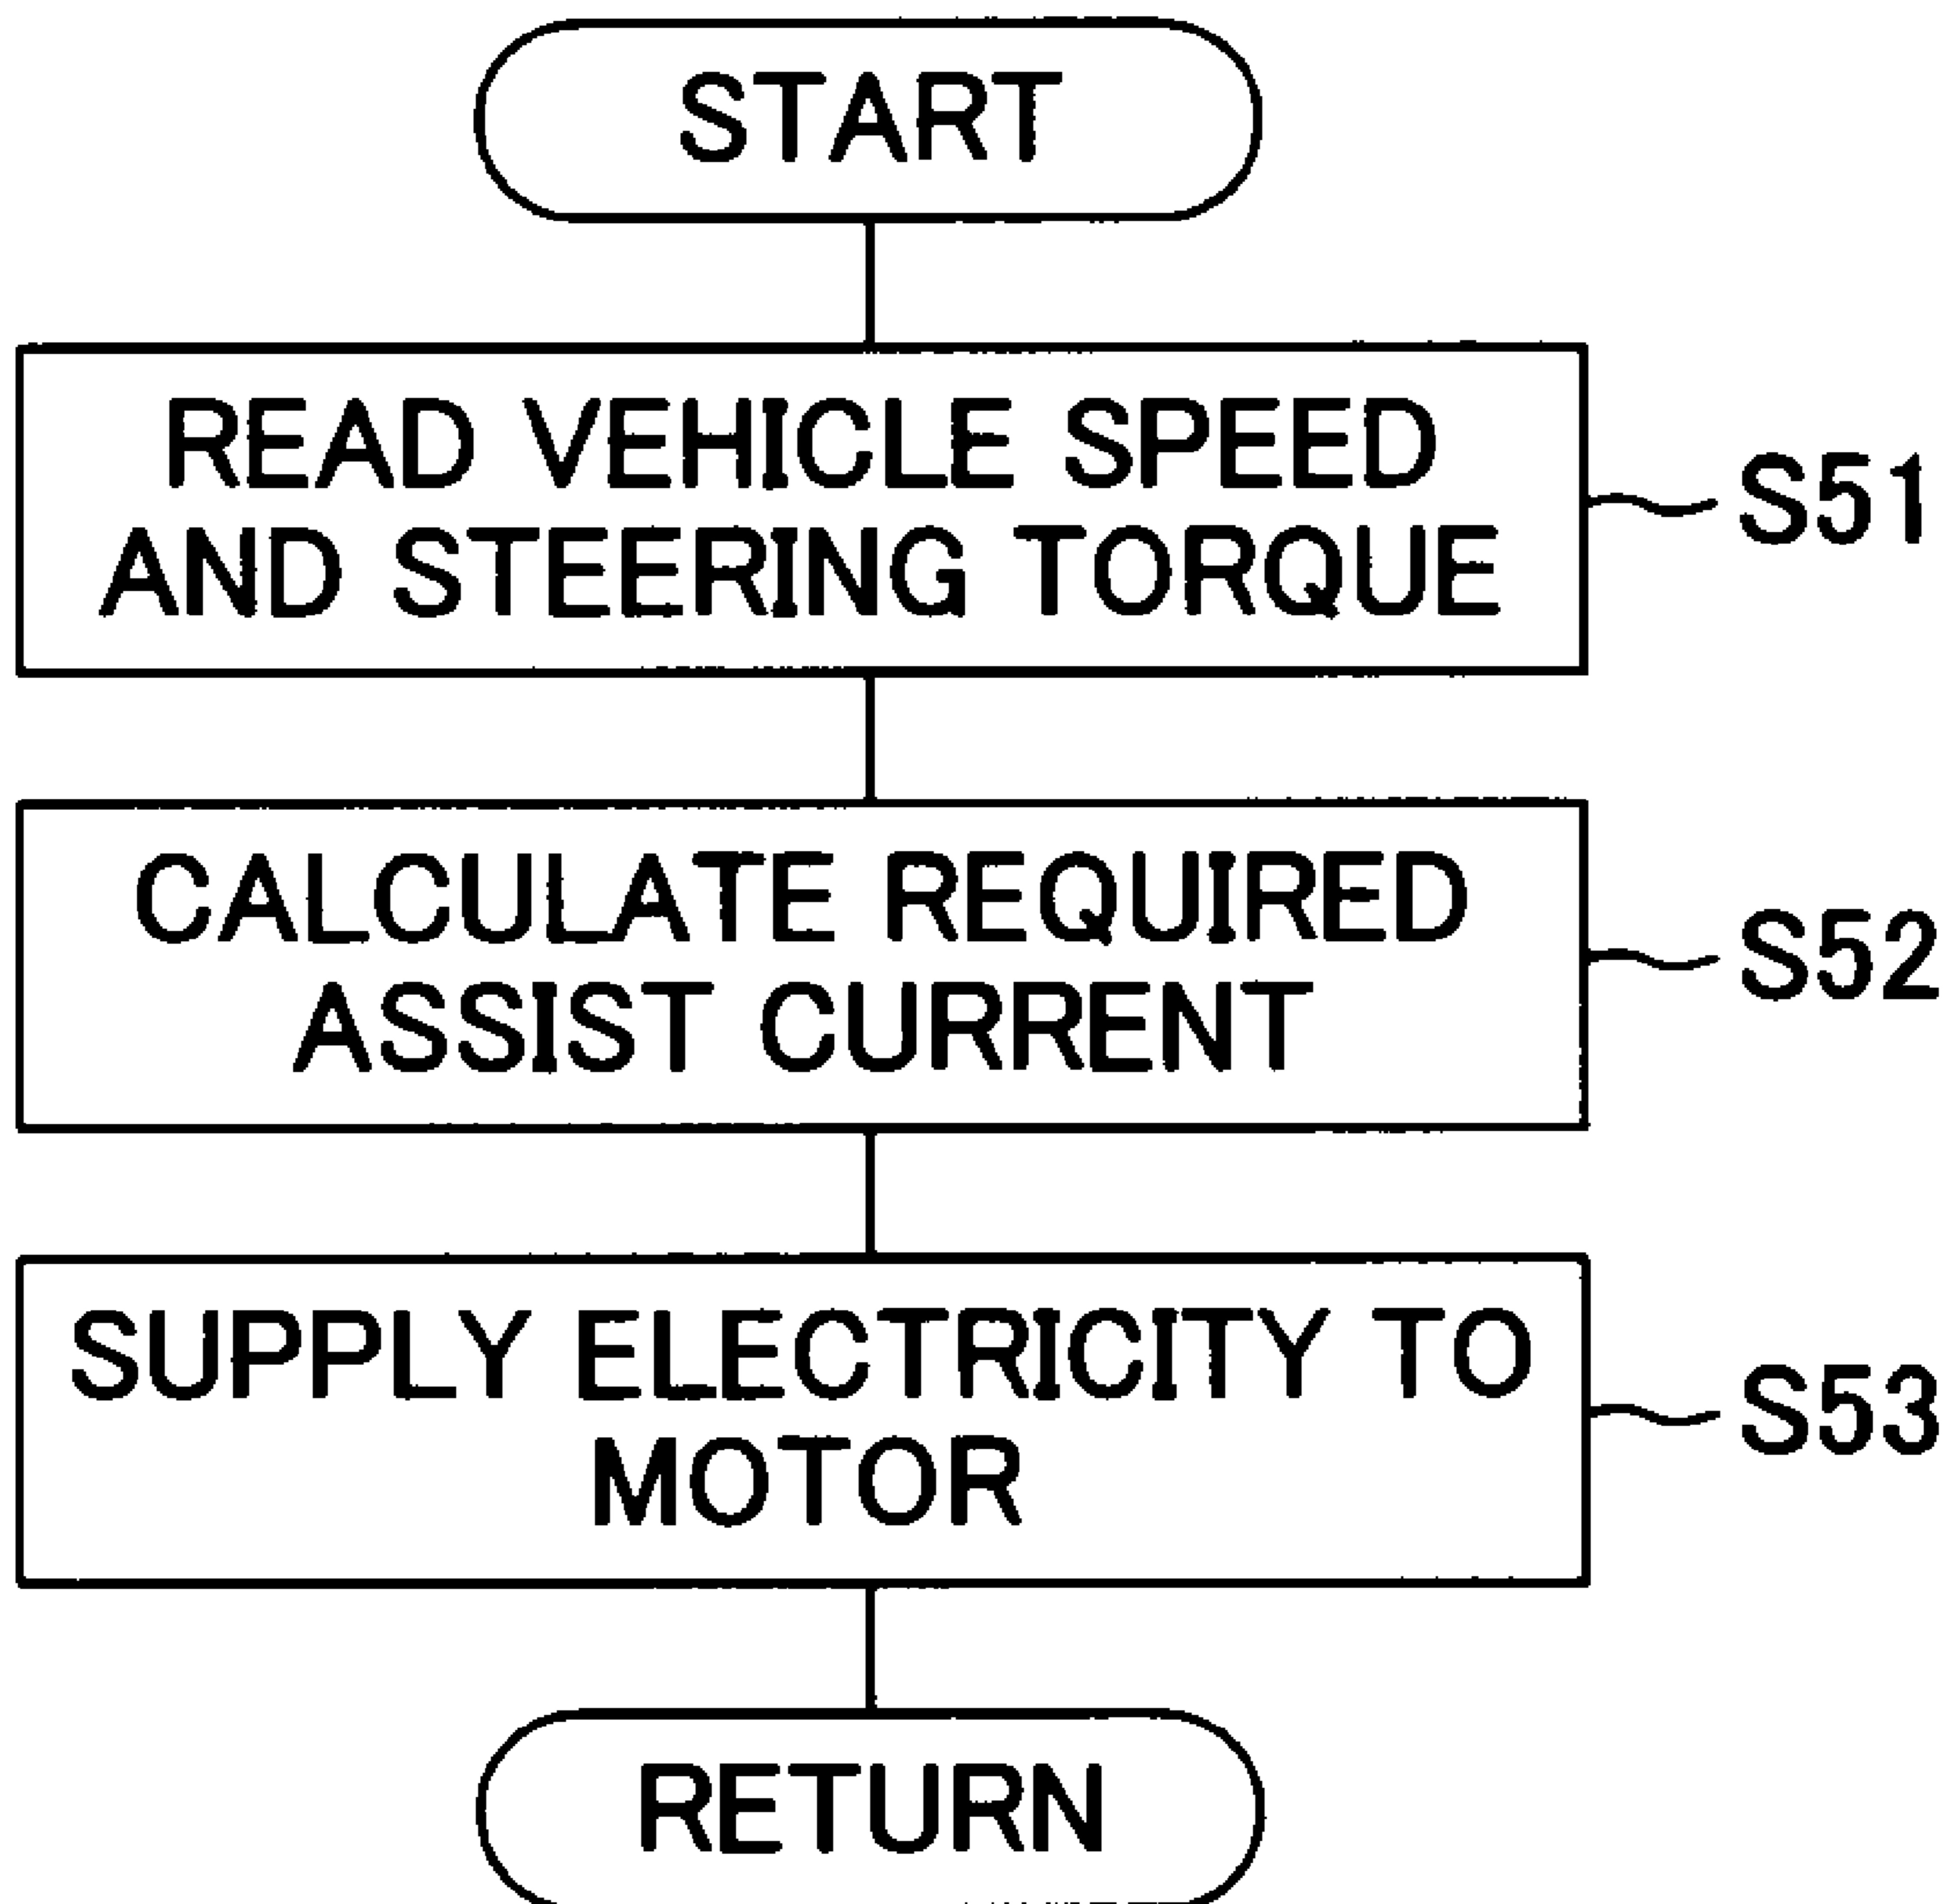 START
READ VEHICLE SPEED
AND STEERING TORQUE
S51
CALCULATE REQUIRED
ASSIST CURRENT
S52
SUPPLY ELECTRICITY TO
MOTOR
S53
RETURN